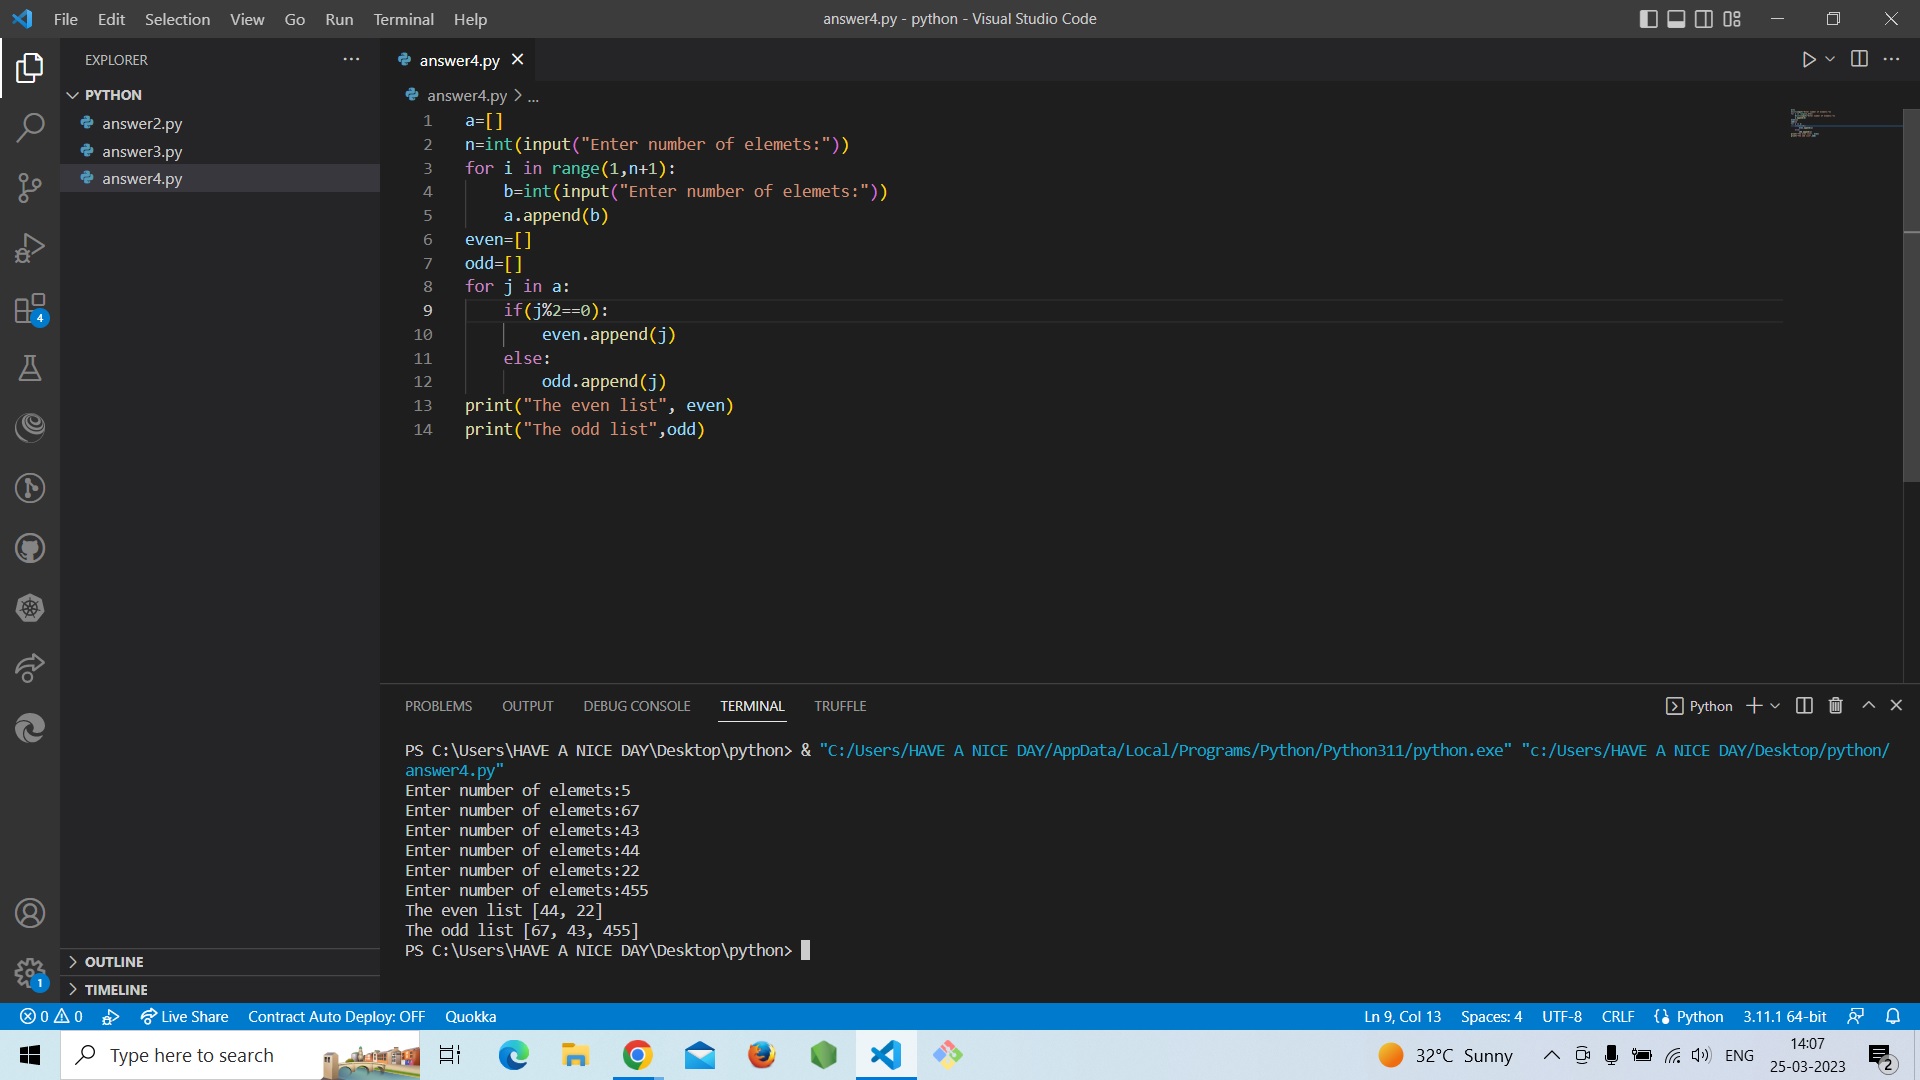 File Edit Selection View Go Run Terminal Help
answer4.py - python - Visual Studio Code
EXPLORER
PYTHON
answer2.py
answer3.py
answer4.py
OUTLINE
TIMELINE
4
1
answer4.py
answer4.py > ...
1 a=[]
2 n=int(input("Enter number of elemets:"))
3 for i in range(1,n+1):
4     b=int(input("Enter number of elemets:"))
5     a.append(b)
6 even=[]
7 odd=[]
8 for j in a:
9     if(j%2==0):
10         even.append(j)
11     else:
12         odd.append(j)
13 print("The even list", even)
14 print("The odd list",odd)
PROBLEMS OUTPUT DEBUG CONSOLE TERMINAL TRUFFLE
Python
PS C:\Users\HAVE A NICE DAY\Desktop\python> & "C:/Users/HAVE A NICE DAY/AppData/Local/Programs/Python/Python311/python.exe" "c:/Users/HAVE A NICE DAY/Desktop/python/
answer4.py"
Enter number of elemets:5
Enter number of elemets:67
Enter number of elemets:43
Enter number of elemets:44
Enter number of elemets:22
Enter number of elemets:455
The even list [44, 22]
The odd list [67, 43, 455]
PS C:\Users\HAVE A NICE DAY\Desktop\python>
0 0 Live Share Contract Auto Deploy: OFF Quokka
Ln 9, Col 13 Spaces: 4 UTF-8 CRLF Python 3.11.1 64-bit
Type here to search
32°C Sunny
ENG
14:07
25-03-2023
2